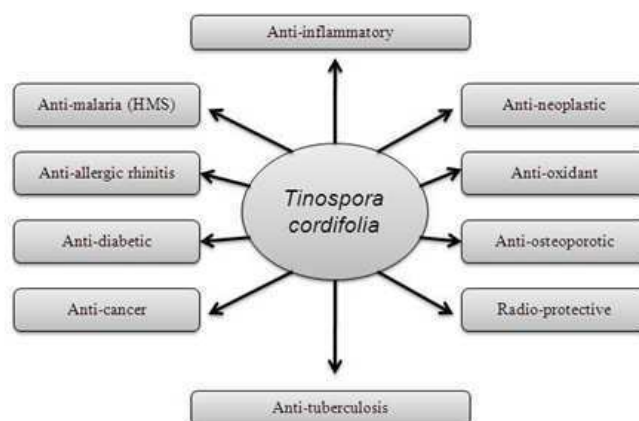 Anti-inflammatory
Anti-malaria (HMS)
Anti-neoplastic
Anti-allergic rhinitis
Anti-oxidant
Tinospora
cordifolia
Anti-diabetic
Anti-osteoporotic
Anti-cancer
Radio-protective
Anti-tuberculosis